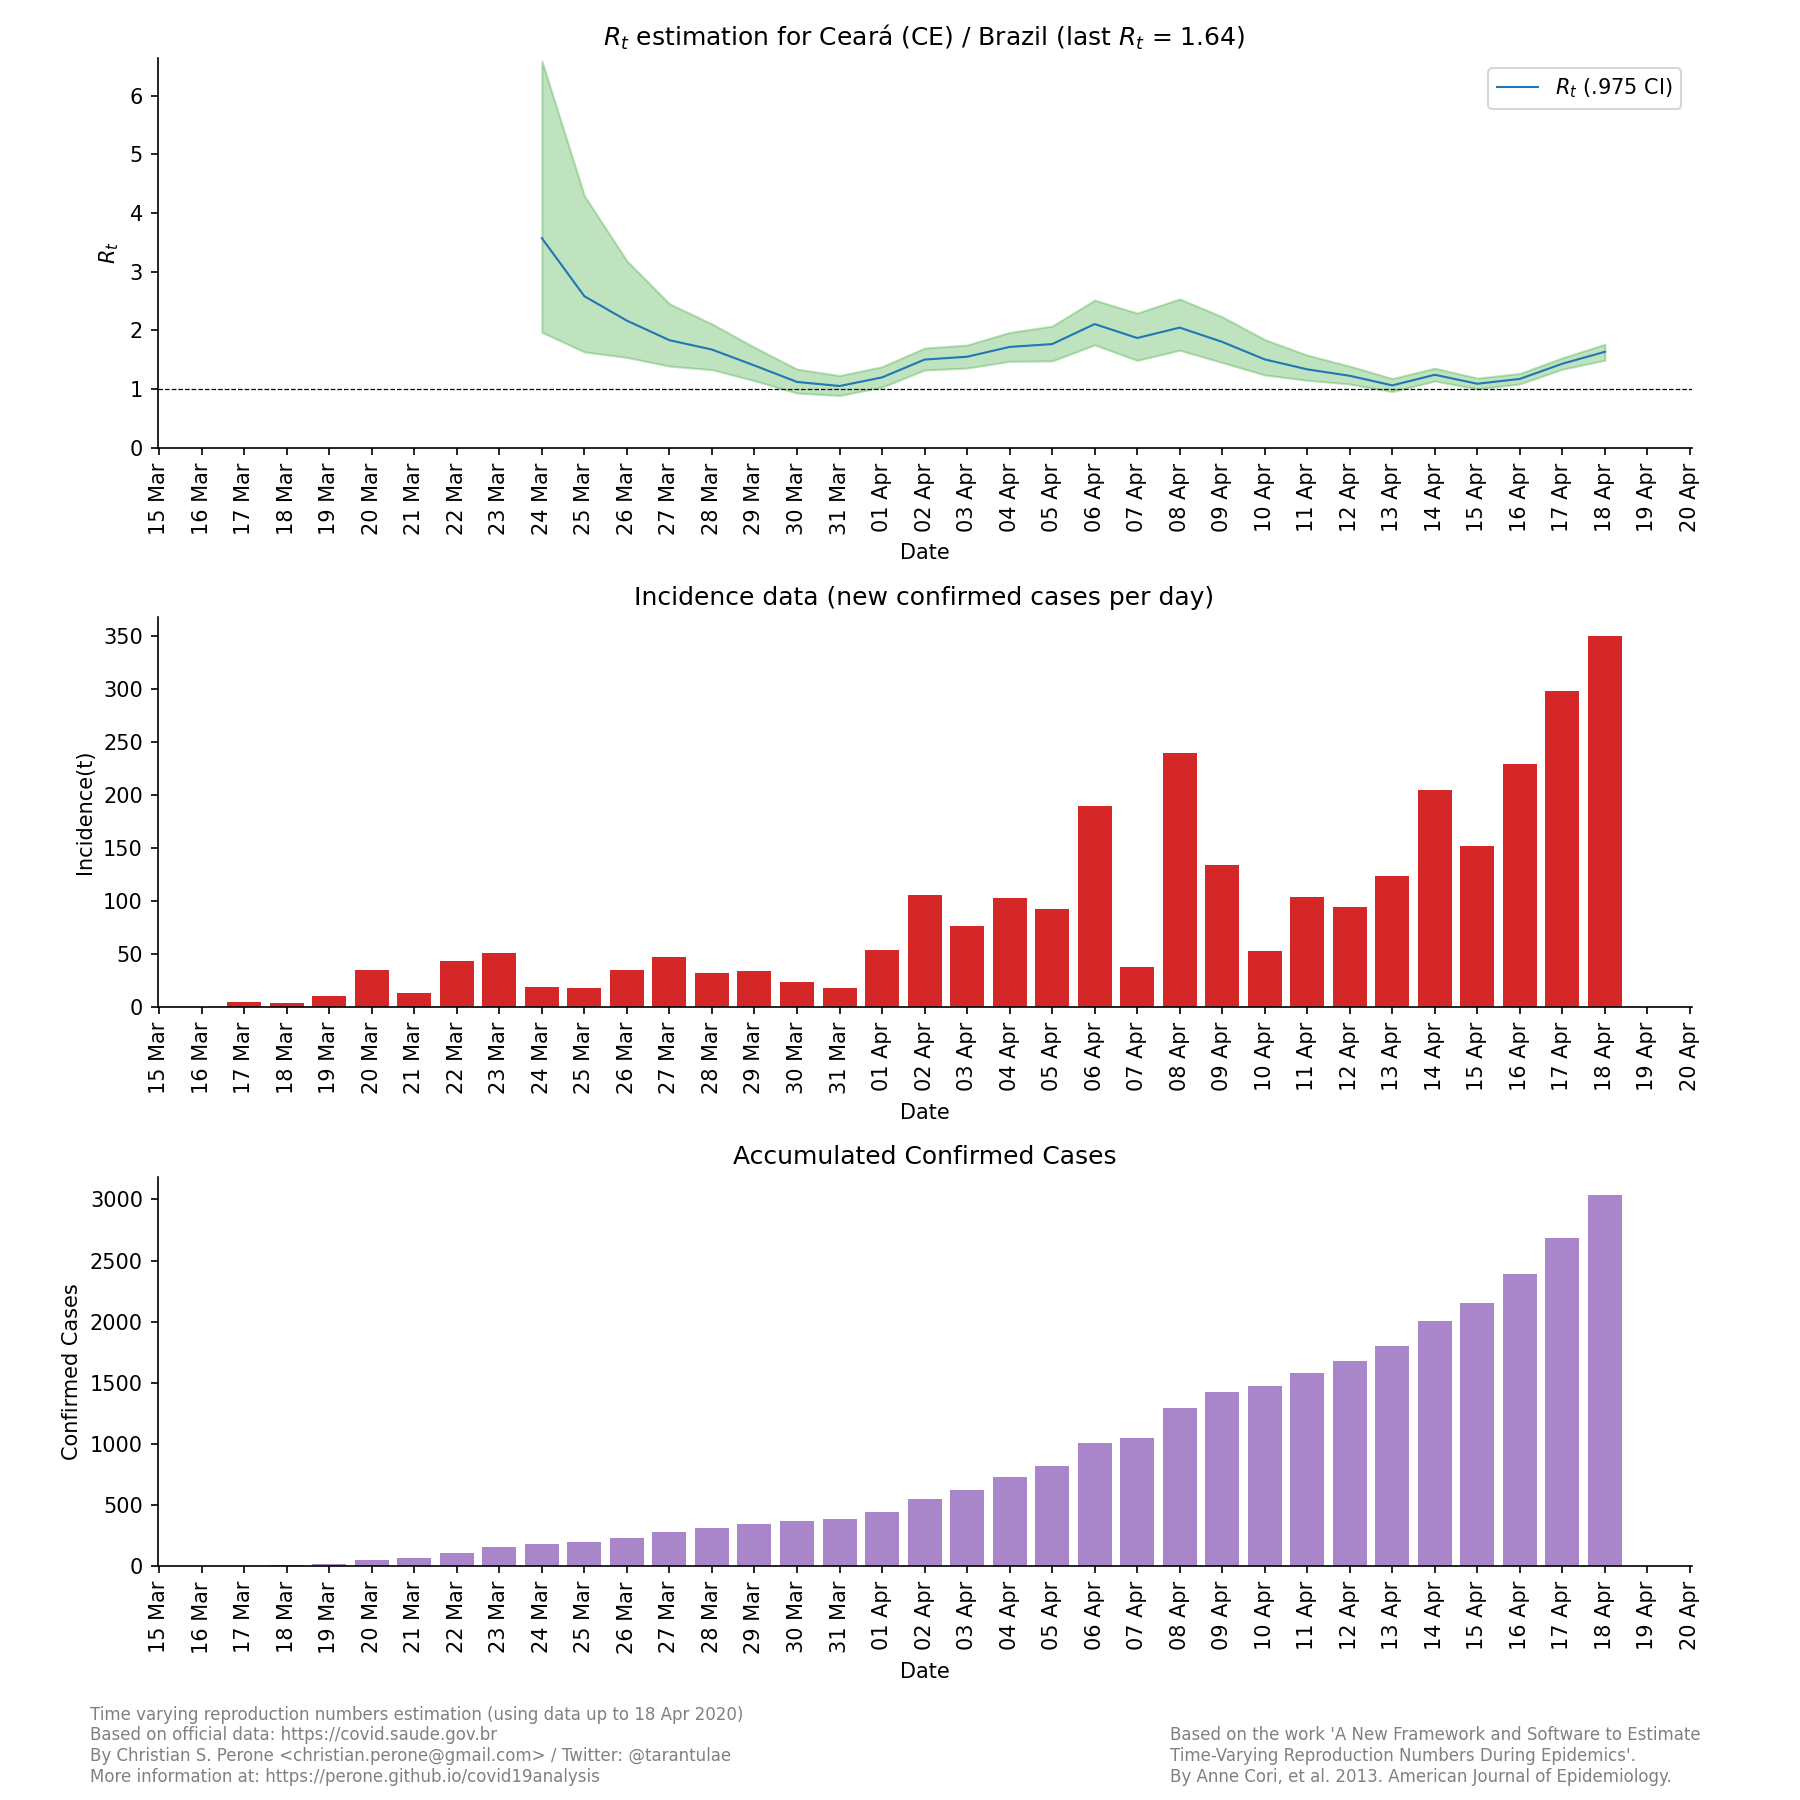 Rt estimation for Ceará (CE) / Brazil (last Rt = 1.64)
Rt (.975 CI)
Rt
6
5
4
3
2
1
0
15 Mar 16 Mar 17 Mar 18 Mar 19 Mar 20 Mar 21 Mar 22 Mar 23 Mar 24 Mar 25 Mar 26 Mar 27 Mar 28 Mar 29 Mar 30 Mar 31 Mar 01 Apr 02 Apr 03 Apr 04 Apr 05 Apr 06 Apr 07 Apr 08 Apr 09 Apr 10 Apr 11 Apr 12 Apr 13 Apr 14 Apr 15 Apr 16 Apr 17 Apr 18 Apr 19 Apr 20 Apr
Date
Incidence data (new confirmed cases per day)
Incidence(t)
350
300
250
200
150
100
50
0
15 Mar 16 Mar 17 Mar 18 Mar 19 Mar 20 Mar 21 Mar 22 Mar 23 Mar 24 Mar 25 Mar 26 Mar 27 Mar 28 Mar 29 Mar 30 Mar 31 Mar 01 Apr 02 Apr 03 Apr 04 Apr 05 Apr 06 Apr 07 Apr 08 Apr 09 Apr 10 Apr 11 Apr 12 Apr 13 Apr 14 Apr 15 Apr 16 Apr 17 Apr 18 Apr 19 Apr 20 Apr
Date
Accumulated Confirmed Cases
Confirmed Cases
3000
2500
2000
1500
1000
500
0
15 Mar 16 Mar 17 Mar 18 Mar 19 Mar 20 Mar 21 Mar 22 Mar 23 Mar 24 Mar 25 Mar 26 Mar 27 Mar 28 Mar 29 Mar 30 Mar 31 Mar 01 Apr 02 Apr 03 Apr 04 Apr 05 Apr 06 Apr 07 Apr 08 Apr 09 Apr 10 Apr 11 Apr 12 Apr 13 Apr 14 Apr 15 Apr 16 Apr 17 Apr 18 Apr 19 Apr 20 Apr
Date
Time varying reproduction numbers estimation (using data up to 18 Apr 2020)
Based on official data: https://covid.saude.gov.br
By Christian S. Perone <christian.perone@gmail.com> / Twitter: @tarantulae
More information at: https://perone.github.io/covid19analysis
Based on the work 'A New Framework and Software to Estimate
Time-Varying Reproduction Numbers During Epidemics'.
By Anne Cori, et al. 2013. American Journal of Epidemiology.